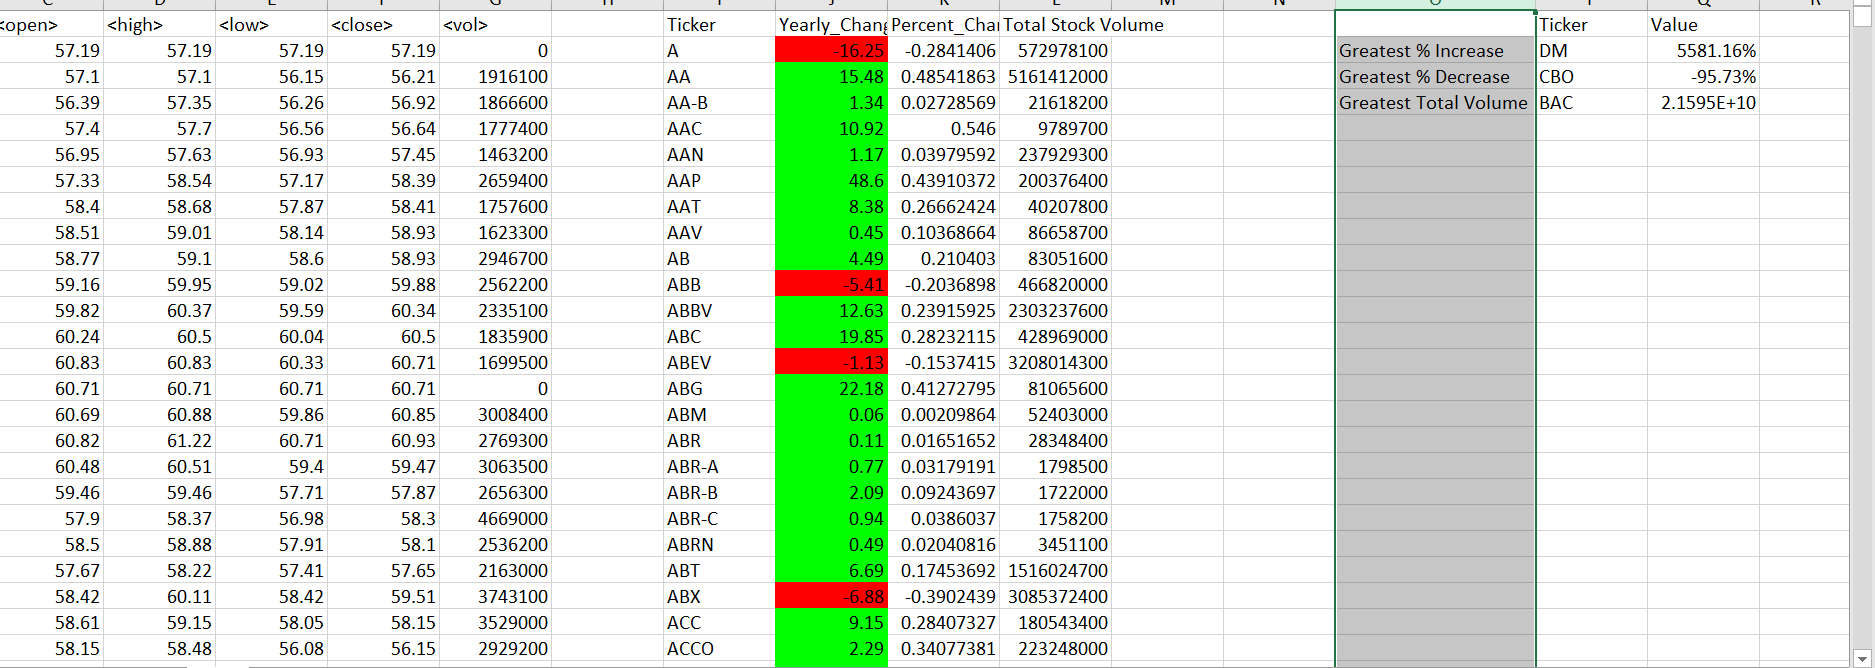 <open> <high> <low> <close> <vol> Ticker Yearly_Chang Percent_Chai Total Stock Volume Ticker Value
57.19 57.19 57.19 57.19 0 A -16.25 -0.2841406 572978100 Greatest % Increase DM 5581.16%
57.1 57.1 56.15 56.21 1916100 AA 15.48 0.48541863 5161412000 Greatest % Decrease CBO -95.73%
56.39 57.35 56.26 56.92 1866600 AA-B 1.34 0.02728569 21618200 Greatest Total Volume BAC 2.1595E+10
57.4 57.7 56.56 56.64 1777400 AAC 10.92 0.546 9789700
56.95 57.63 56.93 57.45 1463200 AAN 1.17 0.03979592 237929300
57.33 58.54 57.17 58.39 2659400 AAP 48.6 0.43910372 200376400
58.4 58.68 57.87 58.41 1757600 AAT 8.38 0.26662424 40207800
58.51 59.01 58.14 58.93 1623300 AAV 0.45 0.10368664 86658700
58.77 59.1 58.6 58.93 2946700 AB 4.49 0.210403 83051600
59.16 59.95 59.02 59.88 2562200 ABB -5.41 -0.2036898 466820000
59.82 60.37 59.59 60.34 2335100 ABBV 12.63 0.23915925 2303237600
60.24 60.5 60.04 60.5 1835900 ABC 19.85 0.28232115 428969000
60.83 60.83 60.33 60.71 1699500 ABEV -1.13 -0.1537415 3208014300
60.71 60.71 60.71 60.71 0 ABG 22.18 0.41272795 81065600
60.69 60.88 59.86 60.85 3008400 ABM 0.06 0.00209864 52403000
60.82 61.22 60.71 60.93 2769300 ABR 0.11 0.01651652 28348400
60.48 60.51 59.4 59.47 3063500 ABR-A 0.77 0.03179191 1798500
59.46 59.46 57.71 57.87 2656300 ABR-B 2.09 0.09243697 1722000
57.9 58.37 56.98 58.3 4669000 ABR-C 0.94 0.0386037 1758200
58.5 58.88 57.91 58.1 2536200 ABRN 0.49 0.02040816 3451100
57.67 58.22 57.41 57.65 2163000 ABT 6.69 0.17453692 1516024700
58.42 60.11 58.42 59.51 3743100 ABX -6.88 -0.3902439 3085372400
58.61 59.15 58.05 58.15 3529000 ACC 9.15 0.28407327 180543400
58.15 58.48 56.08 56.15 2929200 ACCO 2.29 0.34077381 223248000